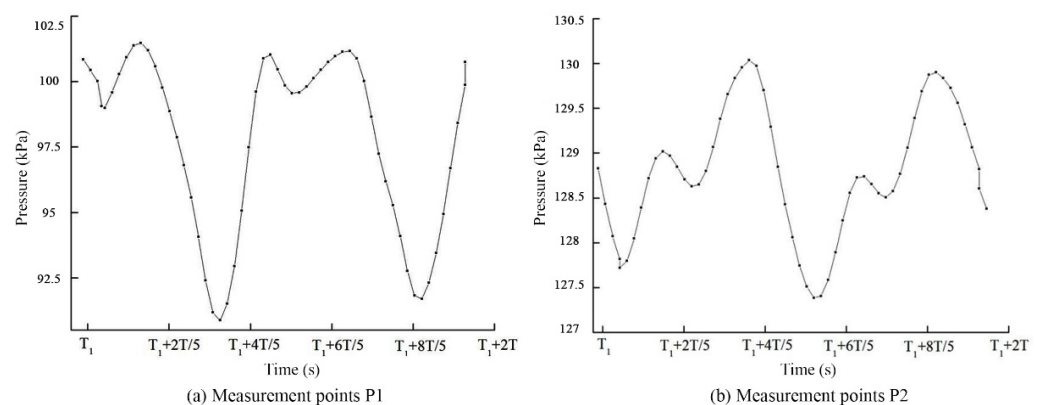 102.5
100
97.5
95
92.5
Pressure (kPa)
T1 T1+2T/5 T1+4T/5 T1+6T/5 T1+8T/5 T1+2T
Time (s)
(a) Measurement points P1
130.5
130
129.5
129
128.5
128
127.5
127
Pressure (kPa)
T1 T1+2T/5 T1+4T/5 T1+6T/5 T1+8T/5 T1+2T
Time (s)
(b) Measurement points P2